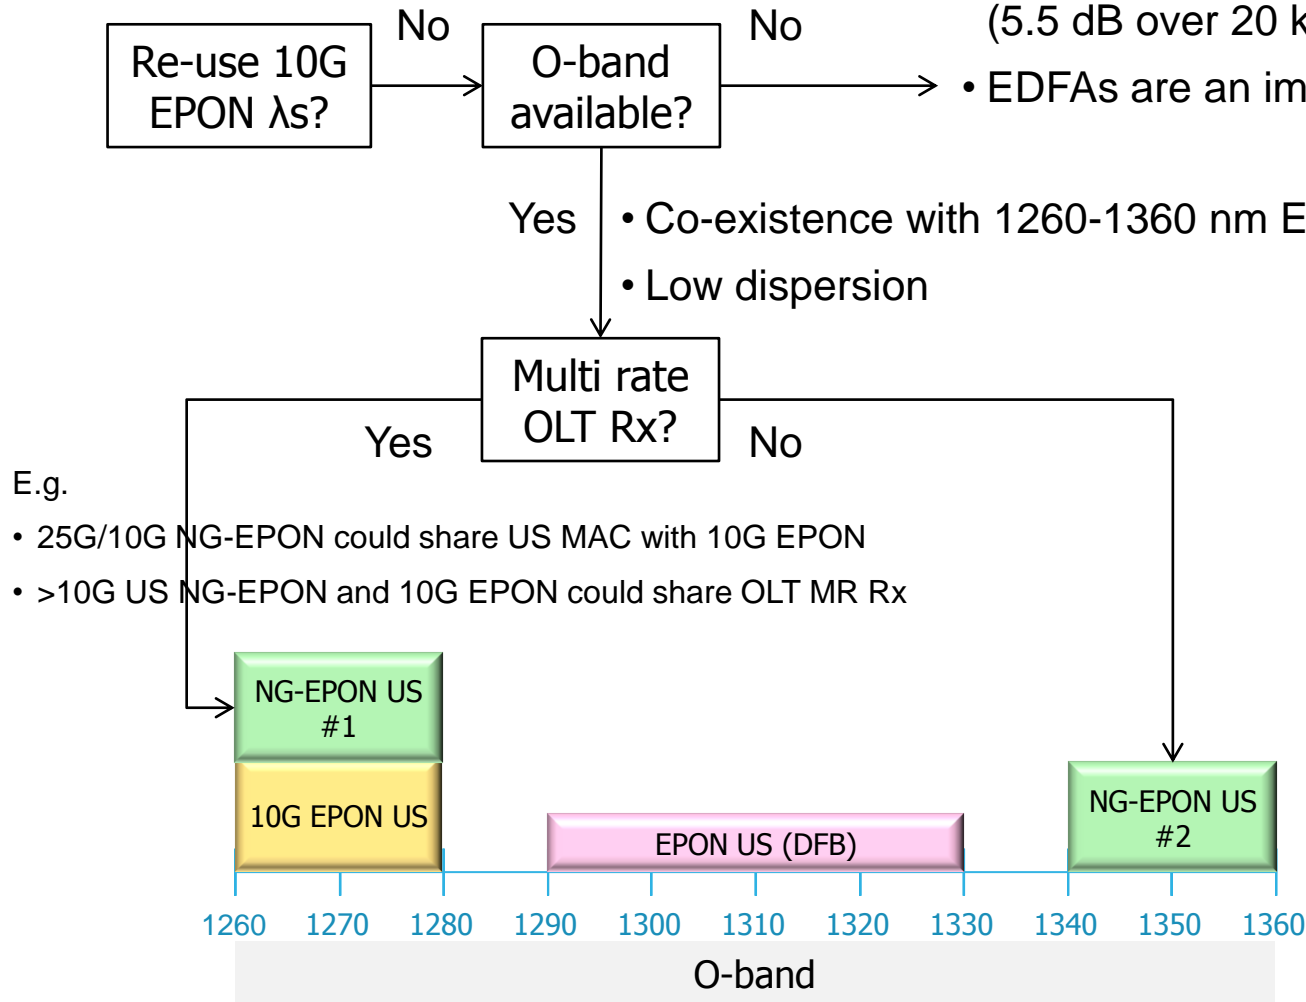 No
No
(5.5 dB over 20 k
Re-use 10G
EPON λs?
O-band
available?
• EDFAs are an im
Yes
• Co-existence with 1260-1360 nm E
• Low dispersion
Multi rate
OLT Rx?
Yes
No
E.g.
• 25G/10G NG-EPON could share US MAC with 10G EPON
• >10G US NG-EPON and 10G EPON could share OLT MR Rx
NG-EPON US
#1
10G EPON US
EPON US (DFB)
NG-EPON US
#2
1260 1270 1280 1290 1300 1310 1320 1330 1340 1350 1360
O-band